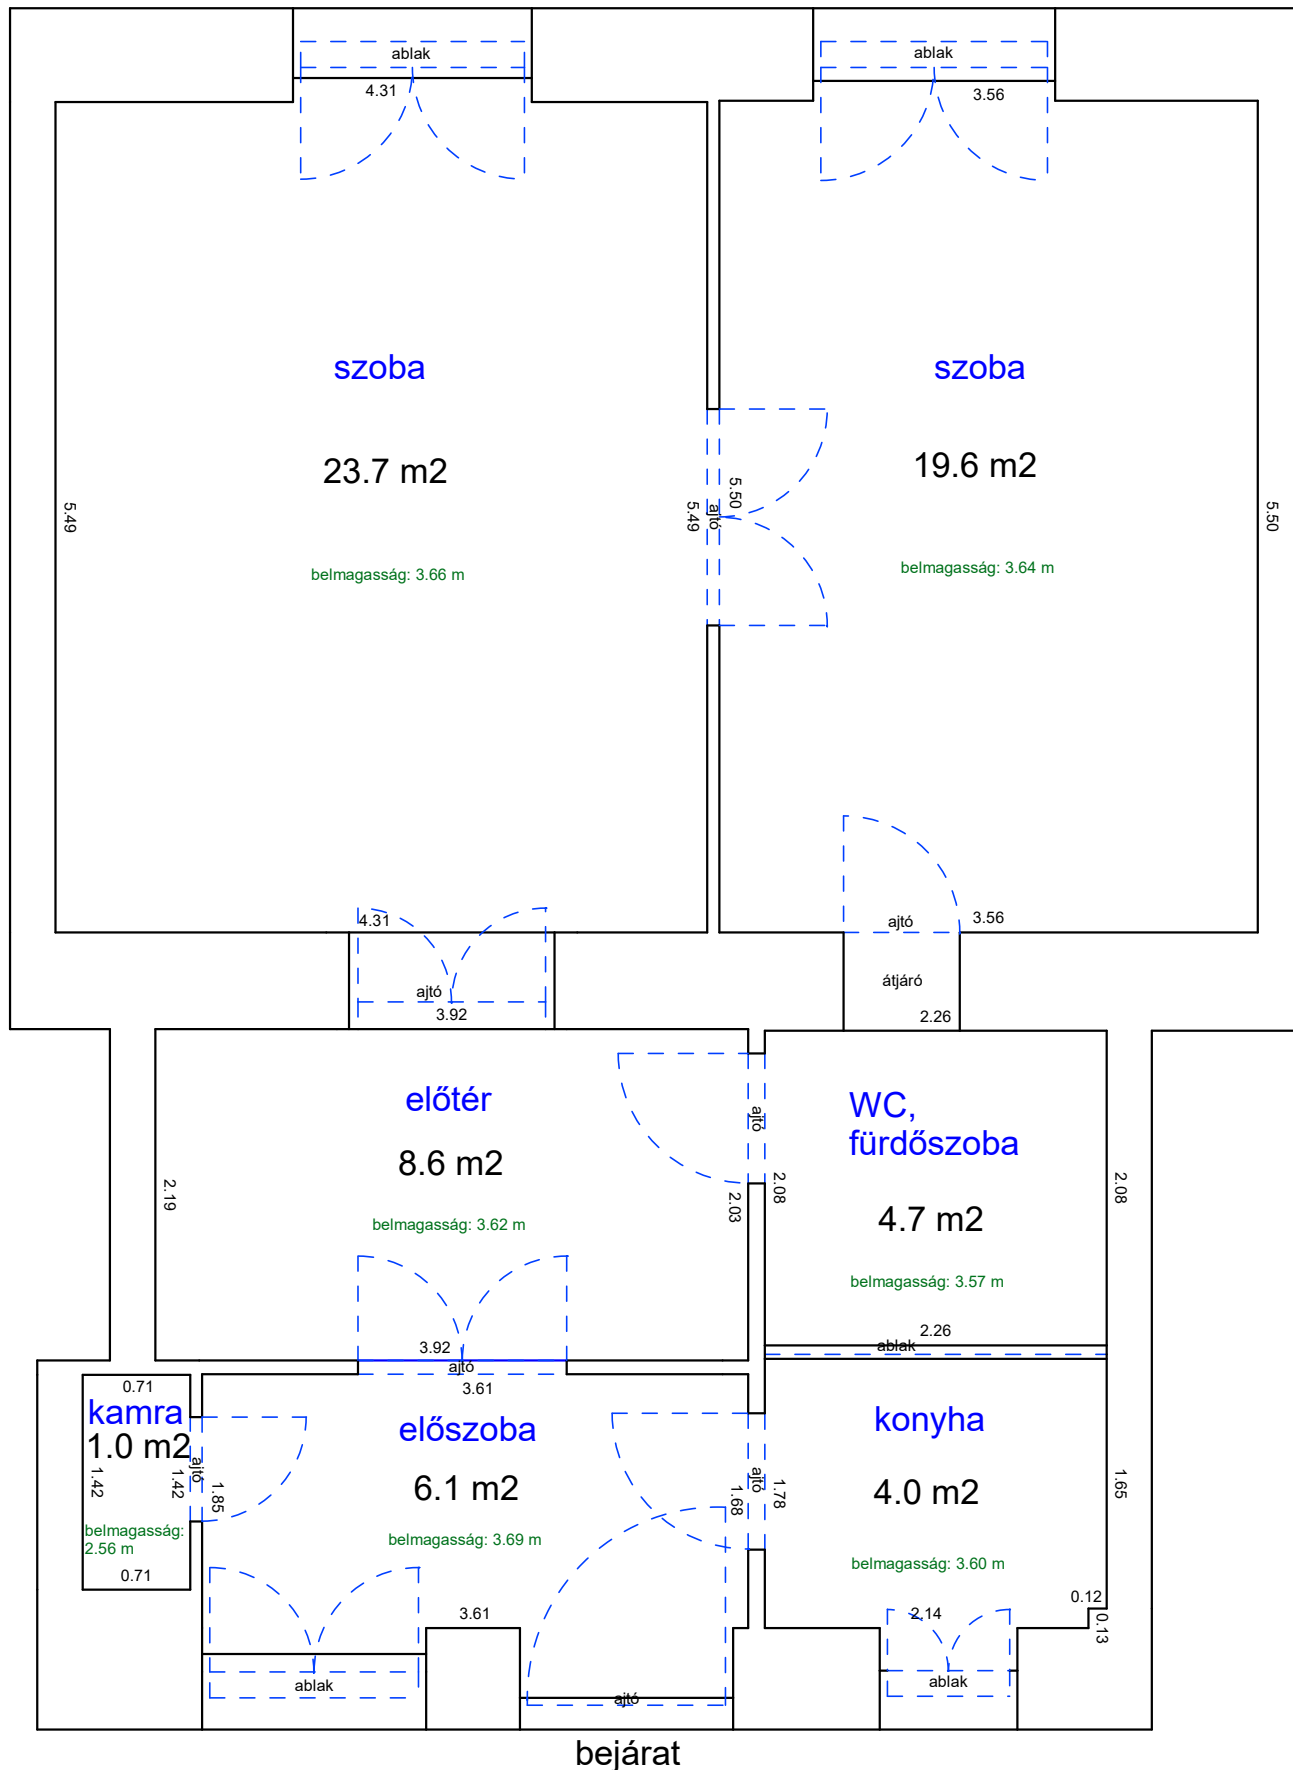 ablak
ablak
4.31
3.56
szoba
szoba
23.7 m2
19.6 m2
5.49
5.49
ajtó
5.50
5.50
belmagasság: 3.66 m
belmagasság: 3.64 m
4.31
ajtó
3.56
ajtó
átjáró
3.92
2.26
előtér
WC,
fürdőszoba
ajtó
8.6 m2
4.7 m2
2.19
2.03
2.08
2.08
belmagasság: 3.62 m
belmagasság: 3.57 m
3.92
2.26
ajtó
ablak
0.71
3.61
kamra
1.0 m2
előszoba
konyha
6.1 m2
4.0 m2
1.42
1.42
ajtó
1.85
1.68
ajtó
1.78
1.65
belmagasság:
2.56 m
belmagasság: 3.69 m
belmagasság: 3.60 m
0.71
3.61
2.14
0.12
0.13
ablak
ajtó
ablak
bejárat